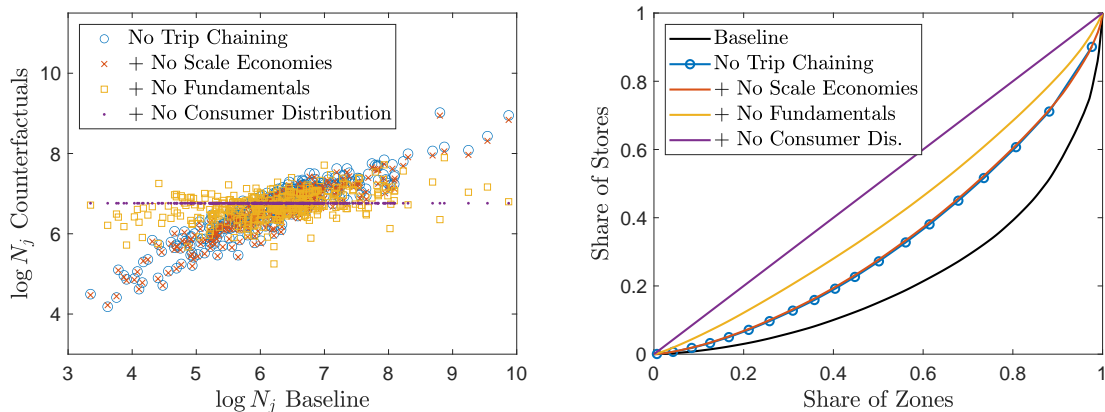 No Trip Chaining
+ No Scale Economies
+ No Fundamentals
+ No Consumer Distribution
10
8
6
4
log N_j Counterfactuals
3 4 5 6 7 8 9 10
log N_j Baseline
Baseline
No Trip Chaining
+ No Scale Economies
+ No Fundamentals
+ No Consumer Dis.
1
0.8
0.6
0.4
0.2
0
Share of Stores
0 0.2 0.4 0.6 0.8 1
Share of Zones